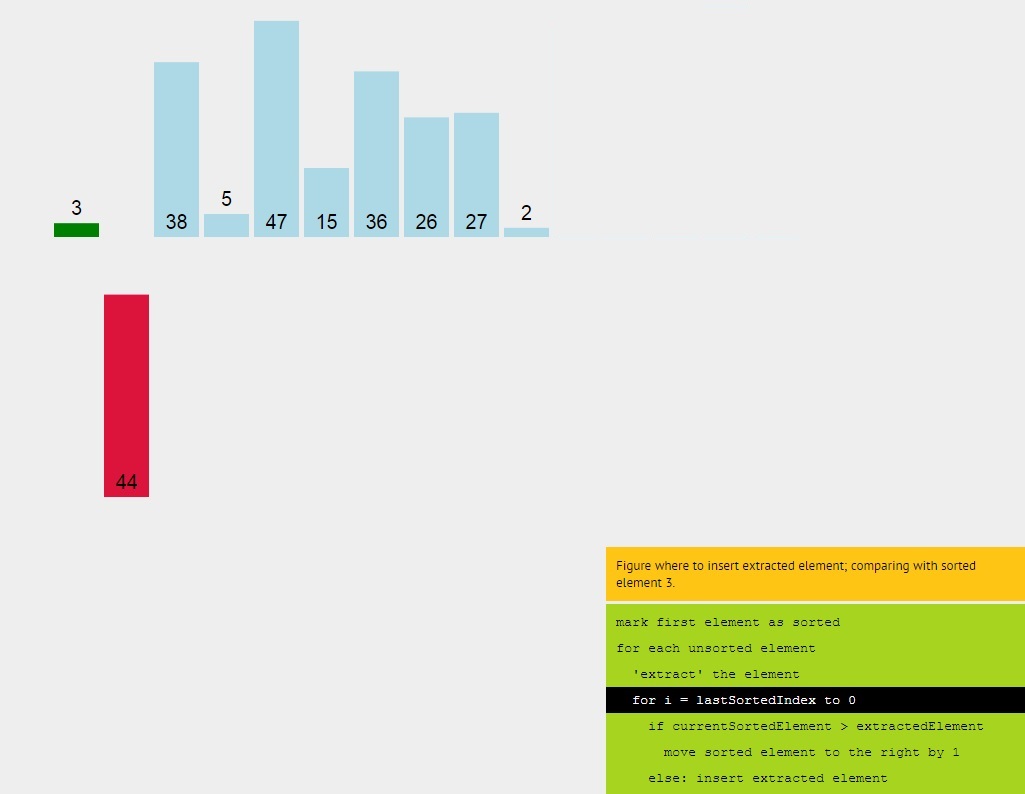 3
38
5
47
15
36
26
27
2
44
Figure where to insert extracted element; comparing with sorted
element 3.
mark first element as sorted
for each unsorted element
'extract' the element
for i = lastSortedIndex to 0
if currentSortedElement > extractedElement
move sorted element to the right by 1
else: insert extracted element